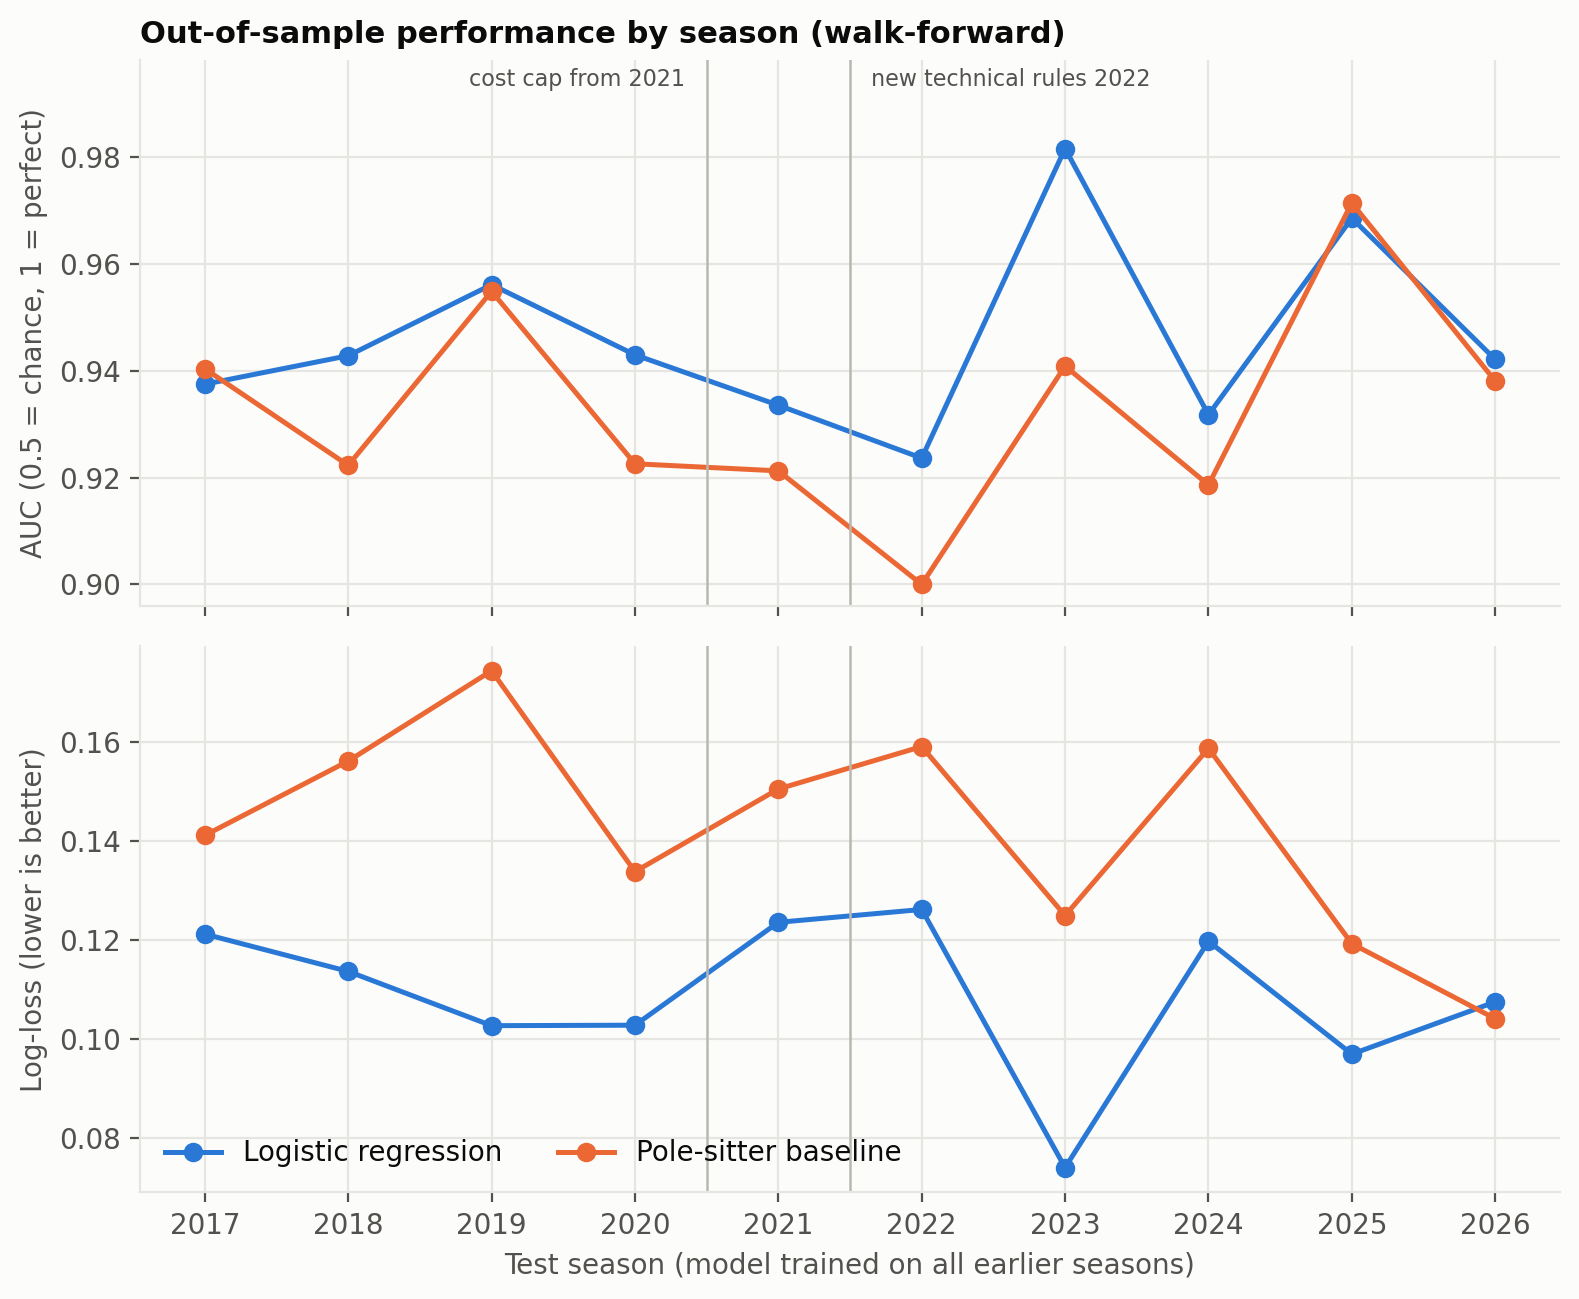 Out-of-sample performance by season (walk-forward)
cost cap from 2021
new technical rules 2022
AUC (0.5 = chance, 1 = perfect)
0.98
0.96
0.94
0.92
0.90
Log-loss (lower is better)
0.16
0.14
0.12
0.10
0.08
Logistic regression
Pole-sitter baseline
2017 2018 2019 2020 2021 2022 2023 2024 2025 2026
Test season (model trained on all earlier seasons)